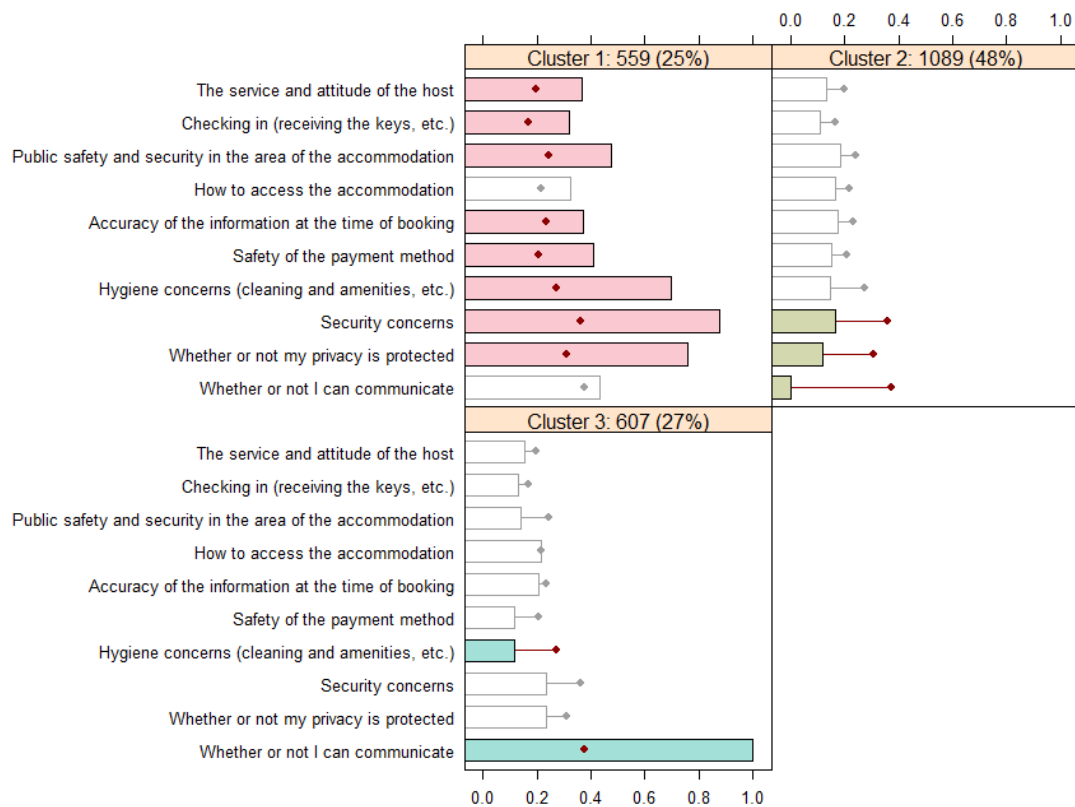 0.0 0.2 0.4 0.6 0.8 1.0
Cluster 1: 559 (25%)
Cluster 2: 1089 (48%)
The service and attitude of the host
Checking in (receiving the keys, etc.)
Public safety and security in the area of the accommodation
How to access the accommodation
Accuracy of the information at the time of booking
Safety of the payment method
Hygiene concerns (cleaning and amenities, etc.)
Security concerns
Whether or not my privacy is protected
Whether or not I can communicate
Cluster 3: 607 (27%)
The service and attitude of the host
Checking in (receiving the keys, etc.)
Public safety and security in the area of the accommodation
How to access the accommodation
Accuracy of the information at the time of booking
Safety of the payment method
Hygiene concerns (cleaning and amenities, etc.)
Security concerns
Whether or not my privacy is protected
Whether or not I can communicate
0.0 0.2 0.4 0.6 0.8 1.0